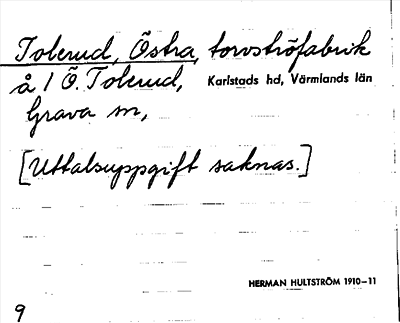 Tolerud, Östra, torvströfabrik
å 1 Ö. Tolerud, Karlstads hd, Värmlands län
Grava sn,
[Uttalsuppgift saknas.]
HERMAN HULTSTRÖM 1910-11
9